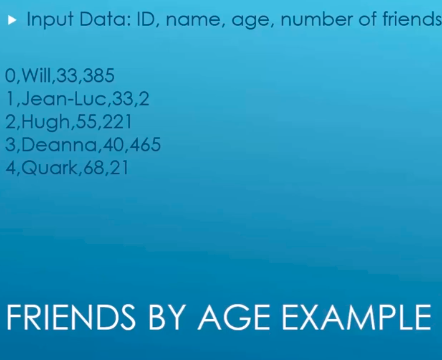 ▶ Input Data: ID, name, age, number of friends
0,Will,33,385
1,Jean-Luc,33,2
2,Hugh,55,221
3,Deanna,40,465
4,Quark,68,21
FRIENDS BY AGE EXAMPLE